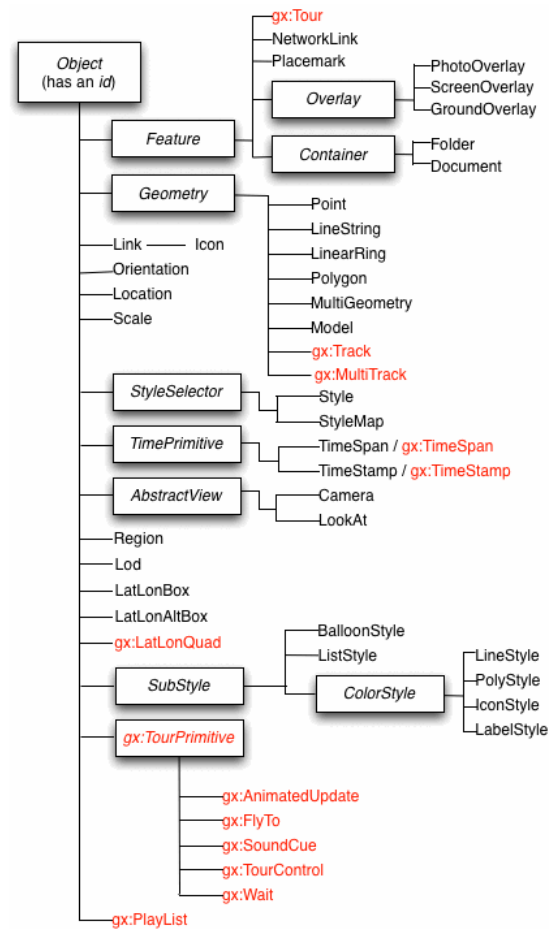 Object
(has an id)
gx:Tour
NetworkLink
Placemark
Overlay
PhotoOverlay
ScreenOverlay
GroundOverlay
Feature
Container
Folder
Document
Geometry
Point
LineString
LinearRing
Polygon
MultiGeometry
Model
gx:Track
gx:MultiTrack
Link
Icon
Orientation
Location
Scale
StyleSelector
Style
StyleMap
TimePrimitive
TimeSpan / gx:TimeSpan
TimeStamp / gx:TimeStamp
AbstractView
Camera
LookAt
Region
Lod
LatLonBox
LatLonAltBox
gx:LatLonQuad
SubStyle
BalloonStyle
ListStyle
ColorStyle
LineStyle
PolyStyle
IconStyle
LabelStyle
gx:TourPrimitive
gx:AnimatedUpdate
gx:FlyTo
gx:SoundCue
gx:TourControl
gx:Wait
gx:PlayList